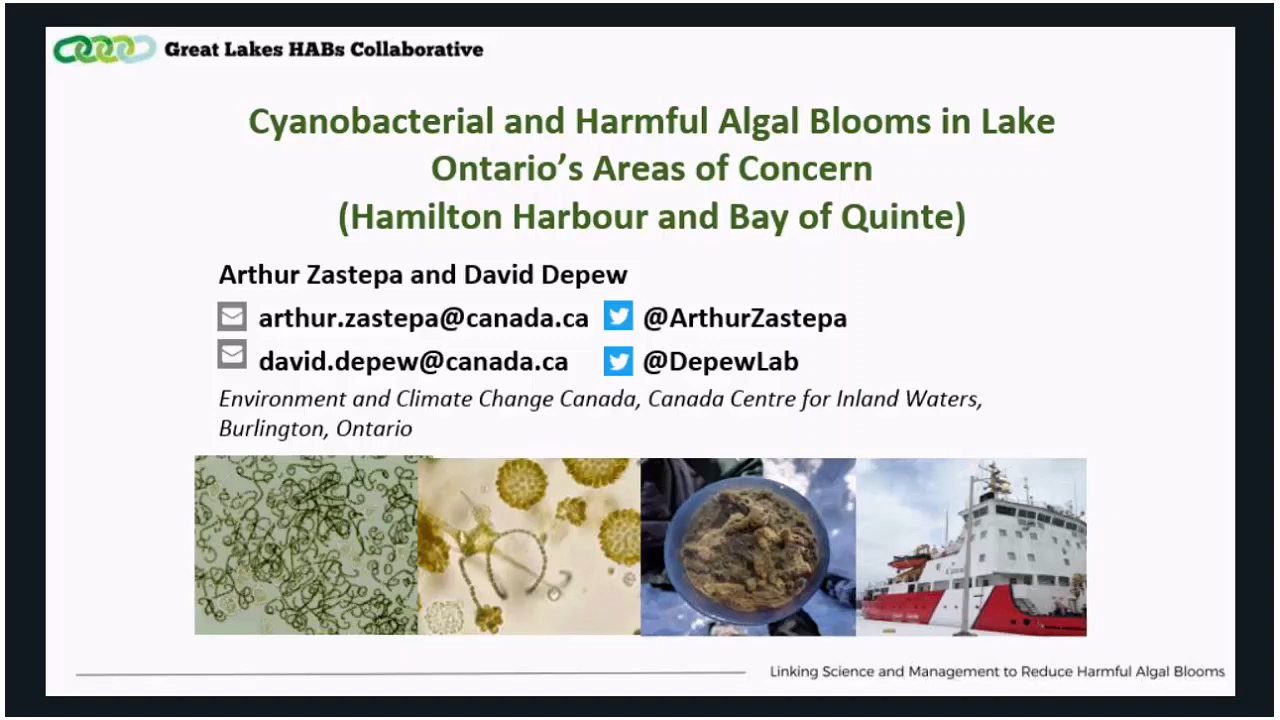 Great Lakes HABs Collaborative
Cyanobacterial and Harmful Algal Blooms in Lake
Ontario's Areas of Concern
(Hamilton Harbour and Bay of Quinte)
Arthur Zastepa and David Depew
arthur.zastepa@canada.ca @ArthurZastepa
david.depew@canada.ca @DepewLab
Environment and Climate Change Canada, Canada Centre for Inland Waters,
Burlington, Ontario
Linking Science and Management to Reduce Harmful Algal Blooms